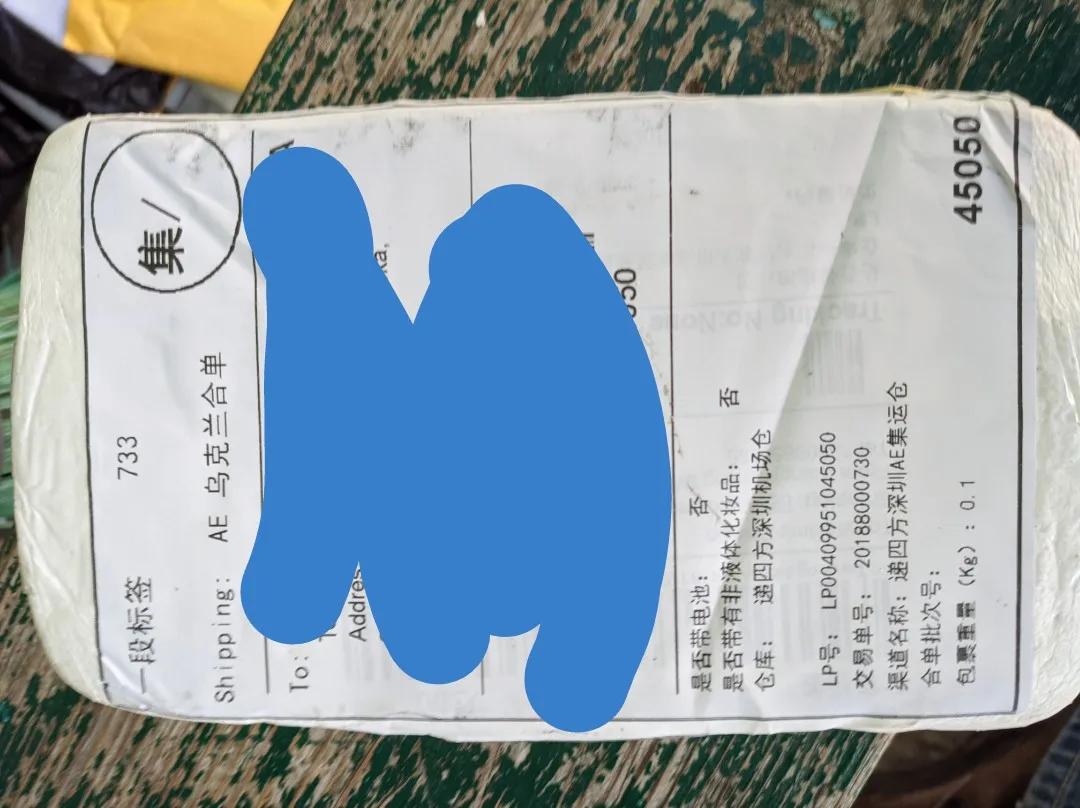 集/
一段标签 733
Shipping: AE 乌克兰合单
To:
Address
是否带电池: 否
是否带有非液体化妆品: 否
仓库: 递四方深圳机场仓
LP号: LP00409951045050
交易单号: 20188000730
渠道名称: 递四方深圳AE集运仓
合单批次号:
包裹重量（Kg）: 0.1
45050
Tracking No:None